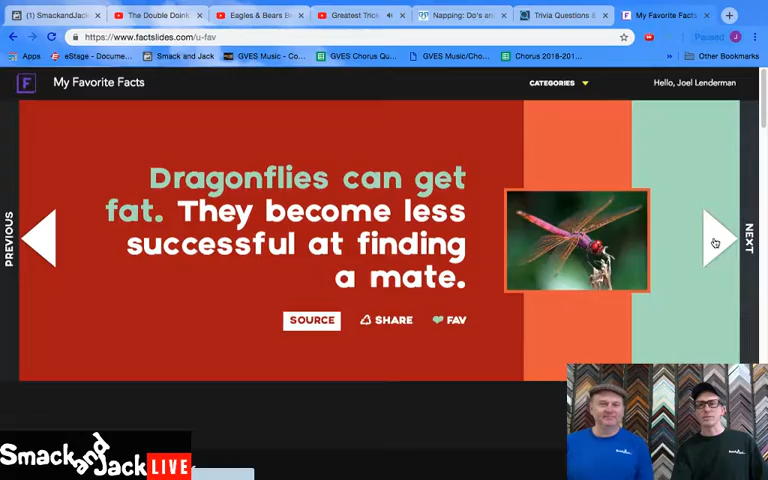 (1) SmackandJack
The Double Doink
Eagles & Bears B
Greatest Trick
Napping: Do's an
Trivia Questions &
My Favorite Facts
https://www.factslides.com/u-fav
Paused
Apps
eStage - Docume...
Smack and Jack
GVES Music - Co...
GVES Chorus Qu...
GVES Music/Cho...
Chorus 2018-201...
»
Other Bookmarks
F
My Favorite Facts
CATEGORIES
Hello, Joel Lenderman
Dragonflies can get
fat. They become less
successful at finding
a mate.
SOURCE
SHARE
FAV
PREVIOUS
NEXT
Smack and Jack LIVE